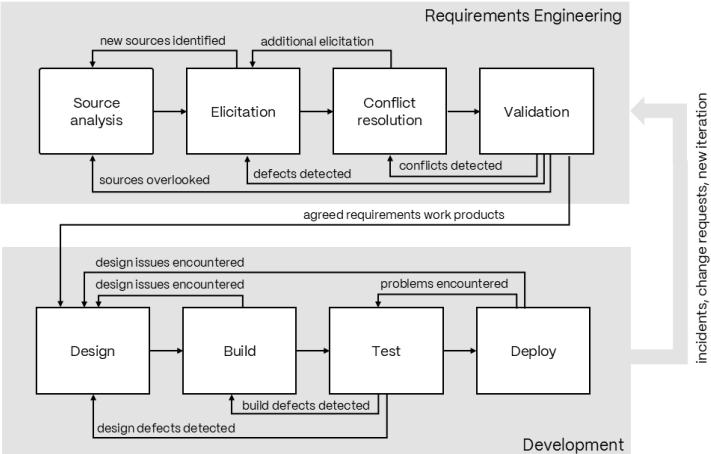 Requirements Engineering
new sources identified
additional elicitation
Source
analysis
Elicitation
Conflict
resolution
Validation
conflicts detected
defects detected
sources overlooked
agreed requirements work products
incidents, change requests, new iteration
design issues encountered
design issues encountered
problems encountered
Design
Build
Test
Deploy
build defects detected
design defects detected
Development